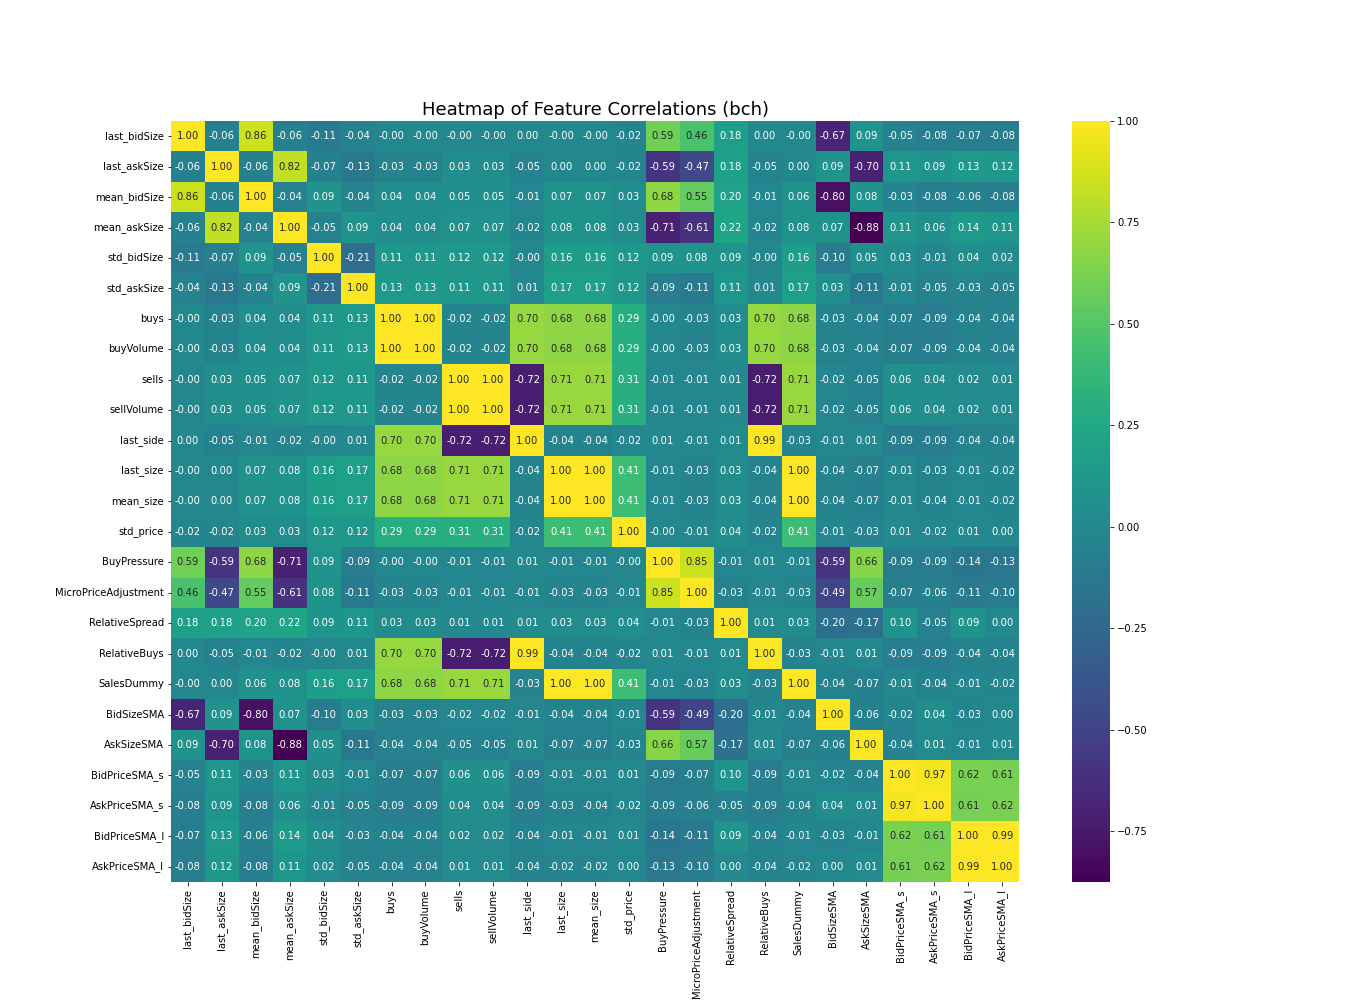 Heatmap of Feature Correlations (bch)
last_bidSize 1.00 -0.06 0.86 -0.06 -0.11 -0.04 -0.00 -0.00 -0.00 -0.00 0.00 -0.00 -0.00 -0.02 0.59 0.46 0.18 0.00 -0.00 -0.67 0.09 -0.05 -0.08 -0.07 -0.08
last_askSize -0.06 1.00 -0.06 0.82 -0.07 -0.13 -0.03 -0.03 0.03 0.03 -0.05 0.00 0.00 -0.02 -0.59 -0.47 0.18 -0.05 0.00 0.09 -0.70 0.11 0.09 0.13 0.12
mean_bidSize 0.86 -0.06 1.00 -0.04 0.09 -0.04 0.04 0.04 0.05 0.05 -0.01 0.07 0.07 0.03 0.68 0.55 0.20 -0.01 0.06 -0.80 0.08 -0.03 -0.08 -0.06 -0.08
mean_askSize -0.06 0.82 -0.04 1.00 -0.05 0.09 0.04 0.04 0.07 0.07 -0.02 0.08 0.08 0.03 -0.71 -0.61 0.22 -0.02 0.08 0.07 -0.88 0.11 0.06 0.14 0.11
std_bidSize -0.11 -0.07 0.09 -0.05 1.00 -0.21 0.11 0.11 0.12 0.12 -0.00 0.16 0.16 0.12 0.09 0.08 0.09 -0.00 0.16 -0.10 0.05 0.03 -0.01 0.04 0.02
std_askSize -0.04 -0.13 -0.04 0.09 -0.21 1.00 0.13 0.13 0.11 0.11 0.01 0.17 0.17 0.12 -0.09 -0.11 0.11 0.01 0.17 0.03 -0.11 -0.01 -0.05 -0.03 -0.05
buys -0.00 -0.03 0.04 0.04 0.11 0.13 1.00 1.00 -0.02 -0.02 0.70 0.68 0.68 0.29 -0.00 -0.03 0.03 0.70 0.68 -0.03 -0.04 -0.07 -0.09 -0.04 -0.04
buyVolume -0.00 -0.03 0.04 0.04 0.11 0.13 1.00 1.00 -0.02 -0.02 0.70 0.68 0.68 0.29 -0.00 -0.03 0.03 0.70 0.68 -0.03 -0.04 -0.07 -0.09 -0.04 -0.04
sells -0.00 0.03 0.05 0.07 0.12 0.11 -0.02 -0.02 1.00 1.00 -0.72 0.71 0.71 0.31 -0.01 -0.01 0.01 -0.72 0.71 -0.02 -0.05 0.06 0.04 0.02 0.01
sellVolume -0.00 0.03 0.05 0.07 0.12 0.11 -0.02 -0.02 1.00 1.00 -0.72 0.71 0.71 0.31 -0.01 -0.01 0.01 -0.72 0.71 -0.02 -0.05 0.06 0.04 0.02 0.01
last_side 0.00 -0.05 -0.01 -0.02 -0.00 0.01 0.70 0.70 -0.72 -0.72 1.00 -0.04 -0.04 -0.02 0.01 -0.01 0.01 0.99 -0.03 -0.01 0.01 -0.09 -0.09 -0.04 -0.04
last_size -0.00 0.00 0.07 0.08 0.16 0.17 0.68 0.68 0.71 0.71 -0.04 1.00 1.00 0.41 -0.01 -0.03 0.03 -0.04 1.00 -0.04 -0.07 -0.01 -0.03 -0.01 -0.02
mean_size -0.00 0.00 0.07 0.08 0.16 0.17 0.68 0.68 0.71 0.71 -0.04 1.00 1.00 0.41 -0.01 -0.03 0.03 -0.04 1.00 -0.04 -0.07 -0.01 -0.04 -0.01 -0.02
std_price -0.02 -0.02 0.03 0.03 0.12 0.12 0.29 0.29 0.31 0.31 -0.02 0.41 0.41 1.00 -0.00 -0.01 0.04 -0.02 0.41 -0.01 -0.03 0.01 -0.02 0.01 0.00
BuyPressure 0.59 -0.59 0.68 -0.71 0.09 -0.09 -0.00 -0.00 -0.01 -0.01 0.01 -0.01 -0.01 -0.00 1.00 0.85 -0.01 0.01 -0.01 -0.59 0.66 -0.09 -0.09 -0.14 -0.13
MicroPriceAdjustment 0.46 -0.47 0.55 -0.61 0.08 -0.11 -0.03 -0.03 -0.01 -0.01 -0.01 -0.03 -0.03 -0.01 0.85 1.00 -0.03 -0.01 -0.03 -0.49 0.57 -0.07 -0.06 -0.11 -0.10
RelativeSpread 0.18 0.18 0.20 0.22 0.09 0.11 0.03 0.03 0.01 0.01 0.01 0.03 0.03 0.04 -0.01 -0.03 1.00 0.01 0.03 -0.20 -0.17 0.10 -0.05 0.09 0.00
RelativeBuys 0.00 -0.05 -0.01 -0.02 -0.00 0.01 0.70 0.70 -0.72 -0.72 0.99 -0.04 -0.04 -0.02 0.01 -0.01 0.01 1.00 -0.03 -0.01 0.01 -0.09 -0.09 -0.04 -0.04
SalesDummy -0.00 0.00 0.06 0.08 0.16 0.17 0.68 0.68 0.71 0.71 -0.03 1.00 1.00 0.41 -0.01 -0.03 0.03 -0.03 1.00 -0.04 -0.07 -0.01 -0.04 -0.01 -0.02
BidSizeSMA -0.67 0.09 -0.80 0.07 -0.10 0.03 -0.03 -0.03 -0.02 -0.02 -0.01 -0.04 -0.04 -0.01 -0.59 -0.49 -0.20 -0.01 -0.04 1.00 -0.06 -0.02 0.04 -0.03 0.00
AskSizeSMA 0.09 -0.70 0.08 -0.88 0.05 -0.11 -0.04 -0.04 -0.05 -0.05 0.01 -0.07 -0.07 -0.03 0.66 0.57 -0.17 0.01 -0.07 -0.06 1.00 -0.04 0.01 -0.01 0.01
BidPriceSMA_s -0.05 0.11 -0.03 0.11 0.03 -0.01 -0.07 -0.07 0.06 0.06 -0.09 -0.01 -0.01 0.01 -0.09 -0.07 0.10 -0.09 -0.01 -0.02 -0.04 1.00 0.97 0.62 0.61
AskPriceSMA_s -0.08 0.09 -0.08 0.06 -0.01 -0.05 -0.09 -0.09 0.04 0.04 -0.09 -0.03 -0.04 -0.02 -0.09 -0.06 -0.05 -0.09 -0.04 0.04 0.01 0.97 1.00 0.61 0.62
BidPriceSMA_l -0.07 0.13 -0.06 0.14 0.04 -0.03 -0.04 -0.04 0.02 0.02 -0.04 -0.01 -0.01 0.01 -0.14 -0.11 0.09 -0.04 -0.01 -0.03 -0.01 0.62 0.61 1.00 0.99
AskPriceSMA_l -0.08 0.12 -0.08 0.11 0.02 -0.05 -0.04 -0.04 0.01 0.01 -0.04 -0.02 -0.02 0.00 -0.13 -0.10 0.00 -0.04 -0.02 0.00 0.01 0.61 0.62 0.99 1.00
last_bidSize last_askSize mean_bidSize mean_askSize std_bidSize std_askSize buys buyVolume sells sellVolume last_side last_size mean_size std_price BuyPressure MicroPriceAdjustment RelativeSpread RelativeBuys SalesDummy BidSizeSMA AskSizeSMA BidPriceSMA_s AskPriceSMA_s BidPriceSMA_l AskPriceSMA_l
1.00
0.75
0.50
0.25
0.00
-0.25
-0.50
-0.75